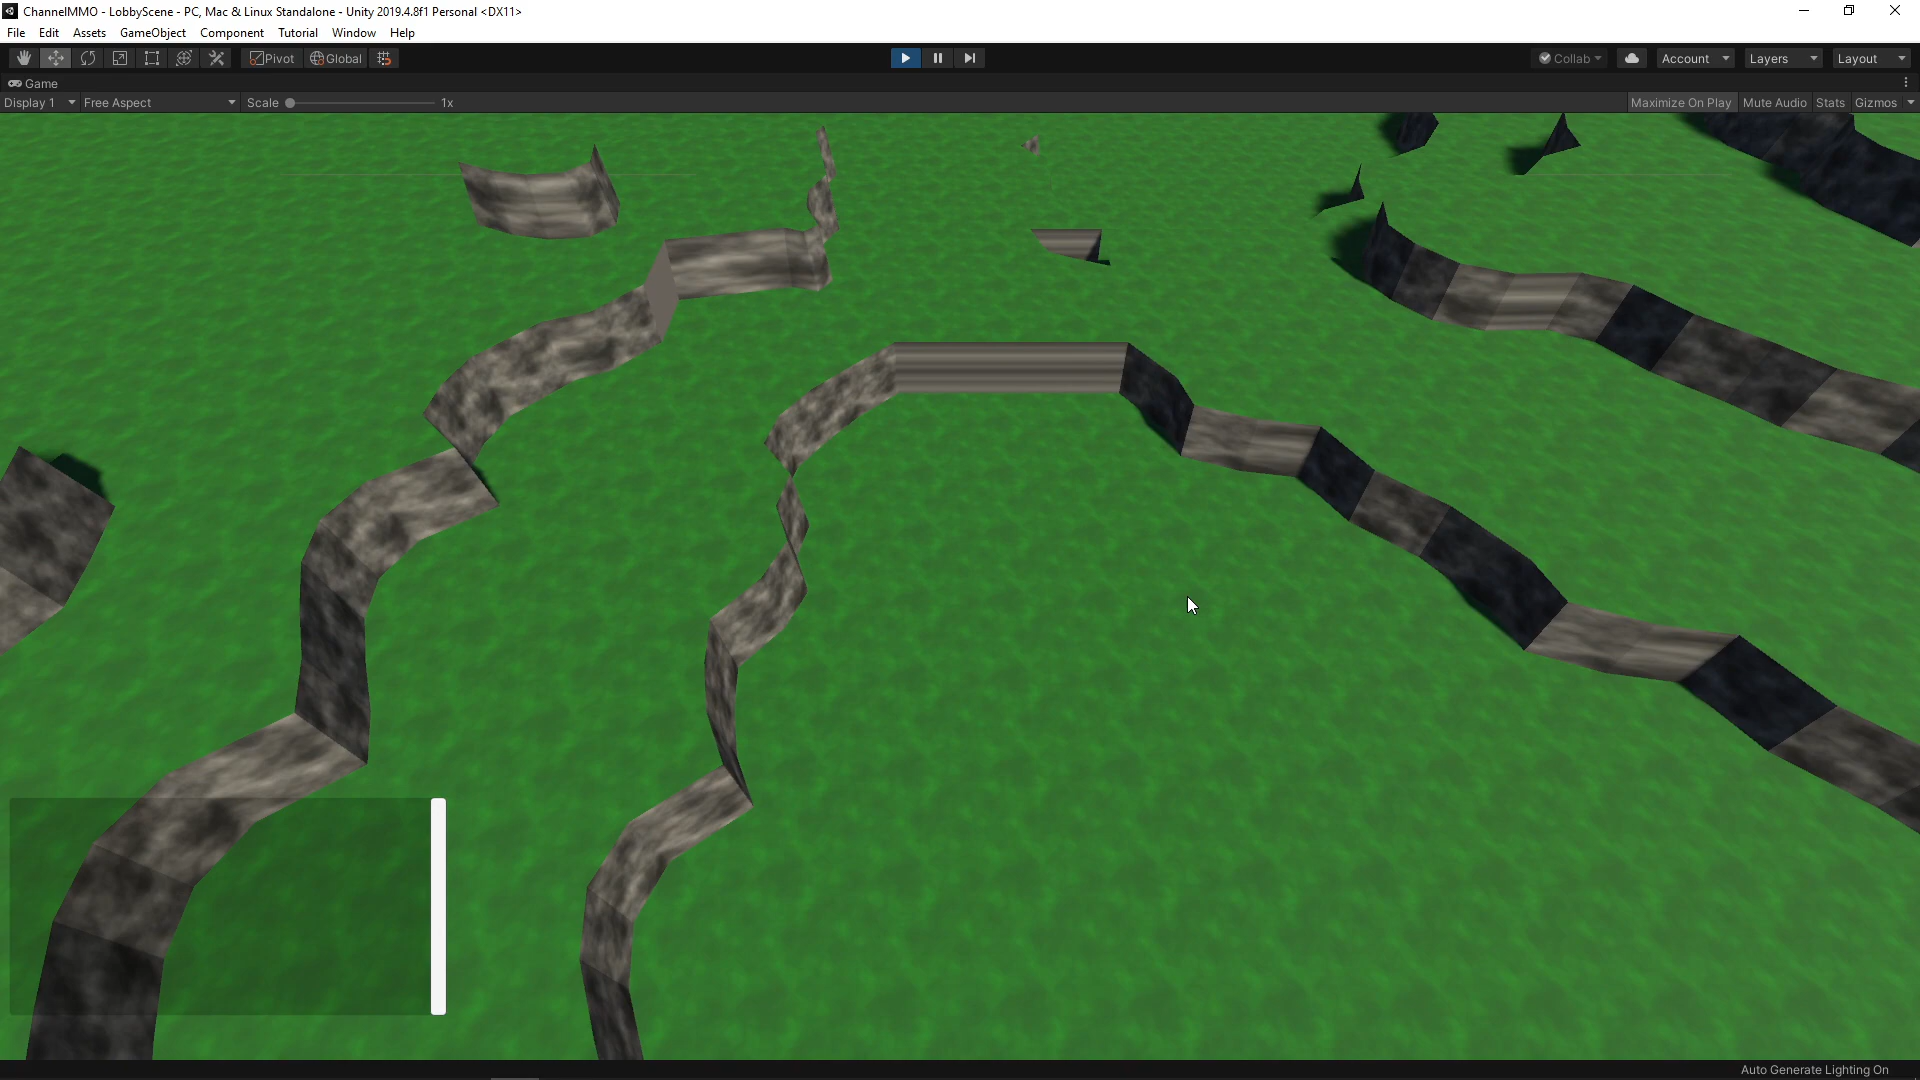 ChannelMMO - LobbyScene - PC, Mac & Linux Standalone - Unity 2019.4.8f1 Personal <DX11>
File Edit Assets GameObject Component Tutorial Window Help
Pivot Global Collab Account Layers Layout
Game
Display 1 Free Aspect Scale 1x Maximize On Play Mute Audio Stats Gizmos
Auto Generate Lighting On